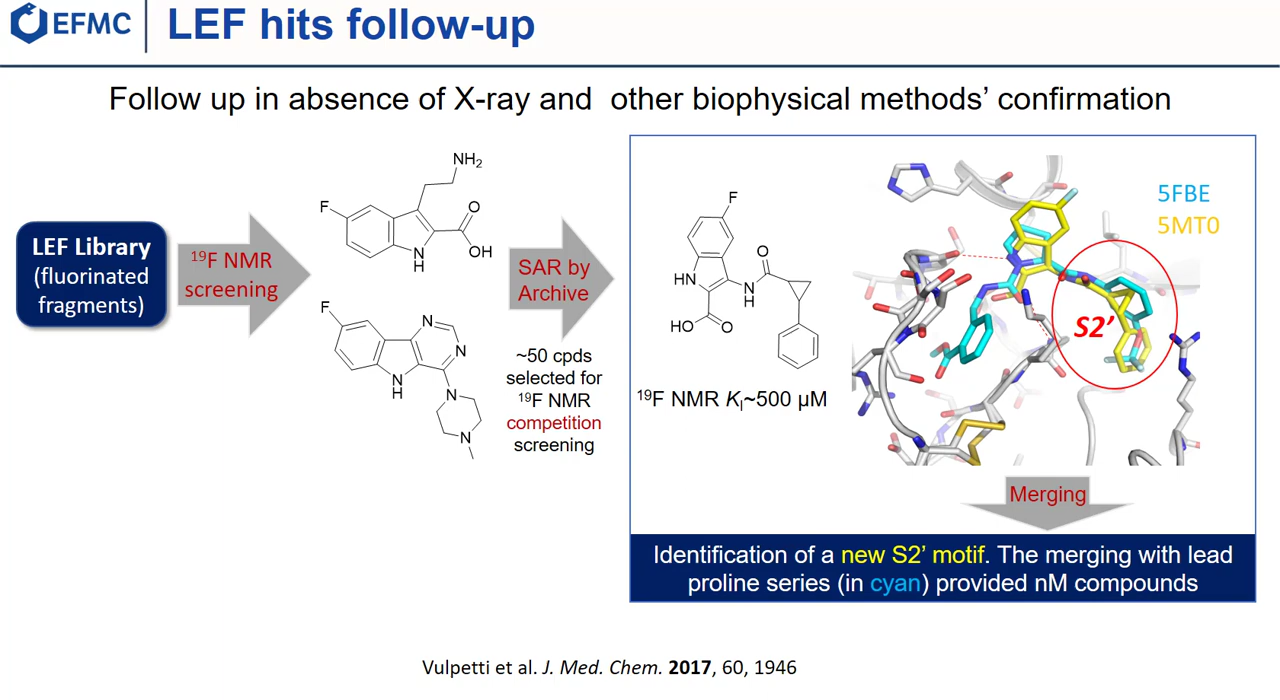 EFMC
LEF hits follow-up
Follow up in absence of X-ray and other biophysical methods’ confirmation
LEF Library
(fluorinated
fragments)
19F NMR
screening
NH2
F
O
OH
N
H
F
N
N
N
H
N
N
SAR by
Archive
~50 cpds
selected for
19F NMR
competition
screening
F
O
HN
N
H
HO
O
19F NMR KI~500 µM
5FBE
5MT0
S2’
Merging
Identification of a new S2’ motif. The merging with lead
proline series (in cyan) provided nM compounds
Vulpetti et al. J. Med. Chem. 2017, 60, 1946